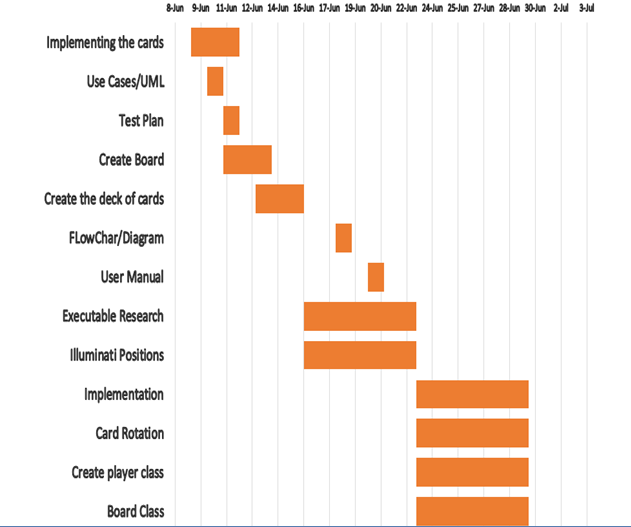 8-Jun 9-Jun 11-Jun 12-Jun 14-Jun 16-Jun 17-Jun 19-Jun 20-Jun 22-Jun 24-Jun 25-Jun 27-Jun 28-Jun 30-Jun 2-Jul 3-Jul
Implementing the cards
Use Cases/UML
Test Plan
Create Board
Create the deck of cards
FLowChar/Diagram
User Manual
Executable Research
Illuminati Positions
Implementation
Card Rotation
Create player class
Board Class